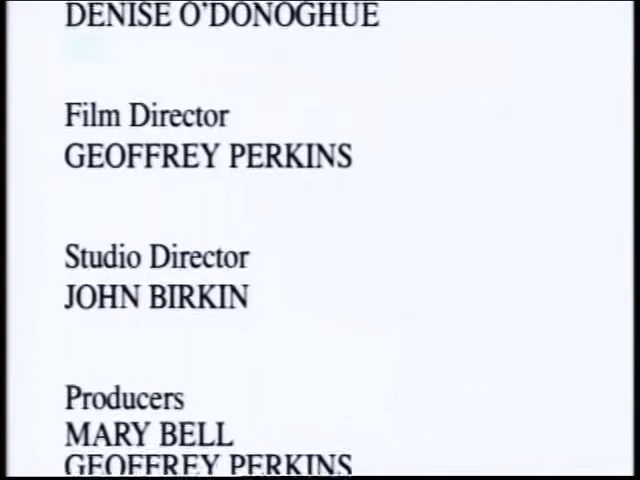 DENISE O'DONOGHUE
Film Director
GEOFFREY PERKINS
Studio Director
JOHN BIRKIN
Producers
MARY BELL
GEOFFREY PERKINS